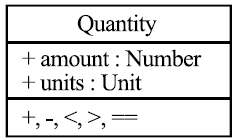 Quantity
+ amount : Number
+ units : Unit
+, -, <, >, ==